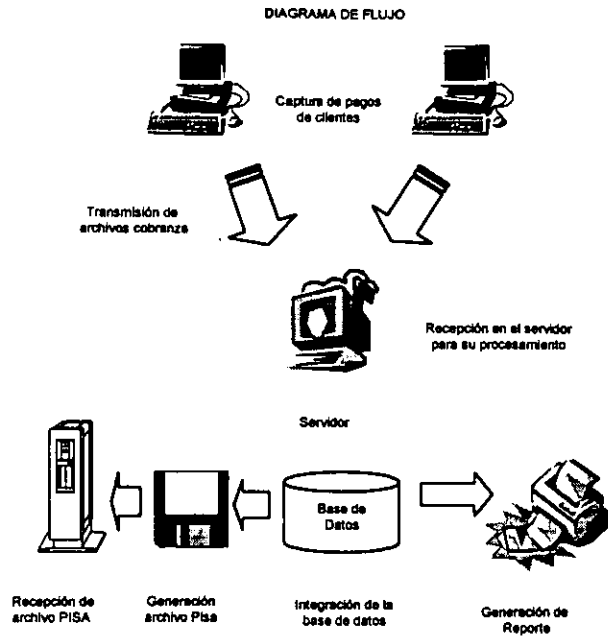 DIAGRAMA DE FLUJO
Captura de pagos
de clientes
Transmisión de
archivos cobranza
Recepción en el servidor
para su procesamiento
Servidor
Base de
Datos
Recepción de
archivo PISA
Generación
archivo Pisa
Integración de la
base de datos
Generación de
Reporte